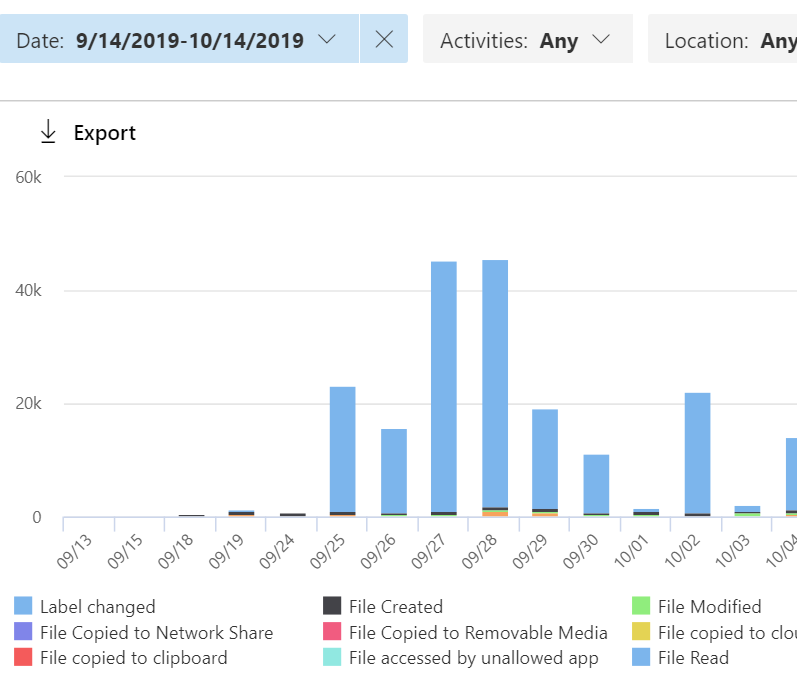 Date: 9/14/2019-10/14/2019 Activities: Any Location: Any
Export
60k
40k
20k
0
09/13 09/15 09/18 09/19 09/24 09/25 09/26 09/27 09/28 09/29 09/30 10/01 10/02 10/03 10/04
Label changed File Created File Modified
File Copied to Network Share File Copied to Removable Media File copied to clou
File copied to clipboard File accessed by unallowed app File Read